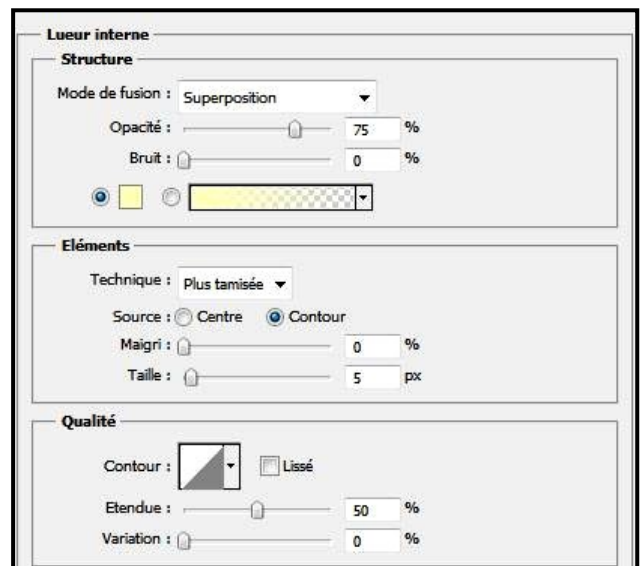 Lueur interne
Structure
Mode de fusion : Superposition
Opacité : 75 %
Bruit : 0 %
Eléments
Technique : Plus tamisée
Source : Centre Contour
Maigri : 0 %
Taille : 5 px
Qualité
Contour : Lissé
Etendue : 50 %
Variation : 0 %